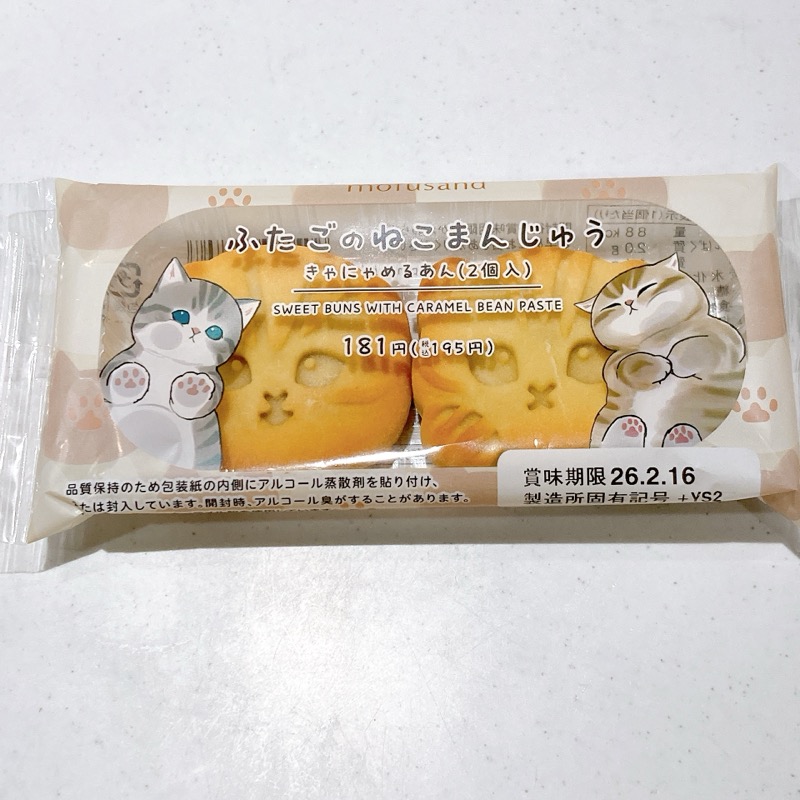 mofusand
ふたごのねこまんじゅう
きゃにゃめるあん(2個入)
SWEET BUNS WITH CARAMEL BEAN PASTE
181円(税込195円)
品質保持のため包装紙の内側にアルコール蒸散剤を貼り付け、
たは封入しています。開封時、アルコール臭がすることがあります。
賞味期限 26.2.16
製造所固有記号 +YS2